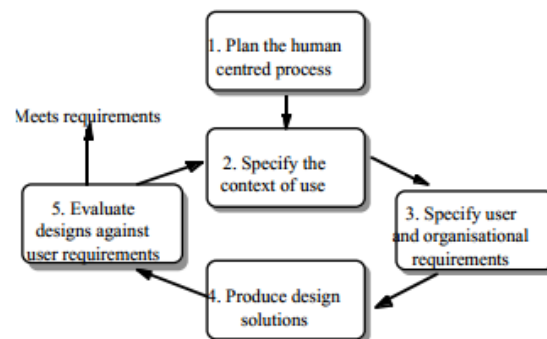 1. Plan the human
centred process
Meets requirements
2. Specify the
context of use
3. Specify user
and organisational
requirements
4. Produce design
solutions
5. Evaluate
designs against
user requirements